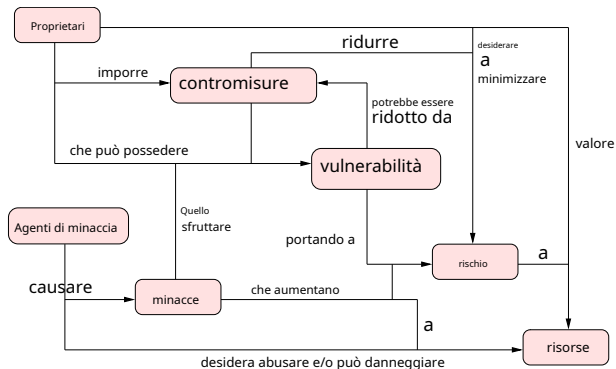 Proprietari
ridurre
desiderare
a
minimizzare
imporre
contromisure
potrebbe essere
ridotto da
valore
che può possedere
vulnerabilità
Quello
sfruttare
Agenti di minaccia
portando a
a
rischio
causare
minacce
che aumentano
a
risorse
desidera abusare e/o può danneggiare